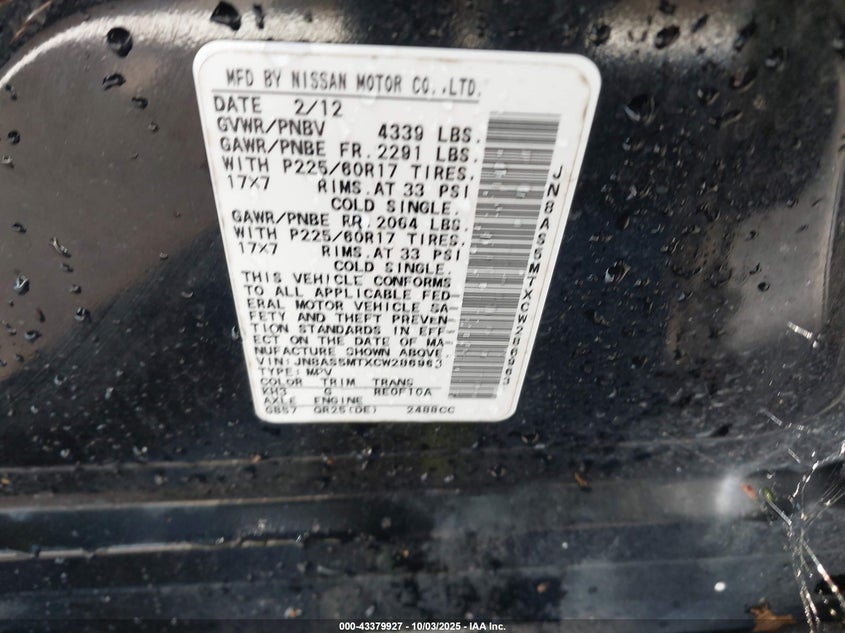 MFD BY NISSAN MOTOR CO.,LTD.
DATE 2/12
GVWR/PNBV 4339 LBS.
GAWR/PNBE FR.2291 LBS.
WITH P225/60R17 TIRES,
17X7 RIMS.AT 33 PSI
COLD SINGLE.
GAWR/PNBE RR.2064 LBS.
WITH P225/60R17 TIRES,
17X7 RIMS.AT 33 PSI
COLD SINGLE.
THIS VEHICLE CONFORMS
TO ALL APPLICABLE FED-
ERAL MOTOR VEHICLE SA-
FETY AND THEFT PREVEN-
TION STANDARDS IN EFF-
ECT ON THE DATE OF MA-
NUFACTURE SHOWN ABOVE.
VIN: JN8AS5MTXCW286963
TYPE: MPV
COLOR TRIM TRANS
KH3 G RE0F10A
AXLE ENGINE
GB57 QR25(DE) 2488CC
JN8AS5MTXCW286963
000-43379927 - 10/03/2025 - IAA Inc.